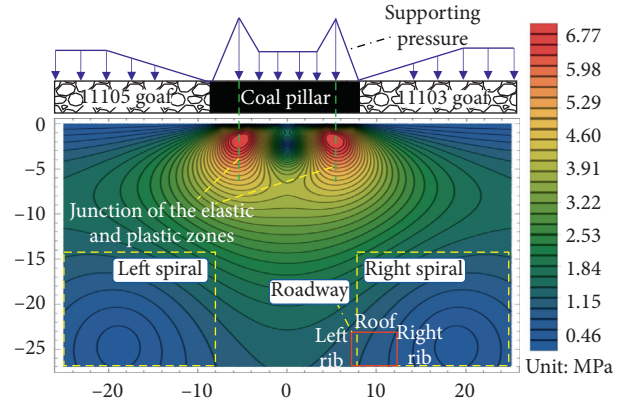 Supporting
pressure
11105 goaf
Coal pillar
11103 goaf
6.77
5.98
5.29
4.60
3.91
3.22
2.53
1.84
1.15
0.46
Unit: MPa
0
−5
−10
−15
−20
−25
Junction of the elastic
and plastic zones
Left spiral
Right spiral
Roadway
Roof
Left
rib
Right
rib
−20
−10
0
10
20